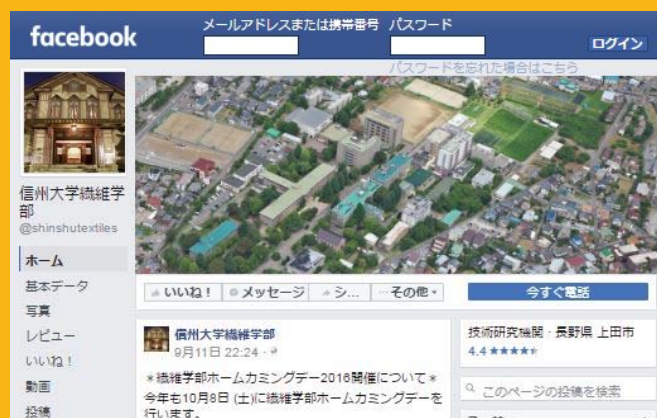 facebook
メールアドレスまたは携帯番号 パスワード
ログイン
パスワードを忘れた場合はこちら
信州大学繊維学
部
@shinshutextiles
ホーム
基本データ
写真
レビュー
いいね！
動画
投稿
いいね！ メッセージ シ... その他
今すぐ電話
信州大学繊維学部
9月11日 22:24
＊繊維学部ホームカミングデー2016開催について＊
今年も10月8日 (土)に繊維学部ホームカミングデーを
行います。
技術研究機関・長野県 上田市
4.4 ★★★★
このページの投稿を検索